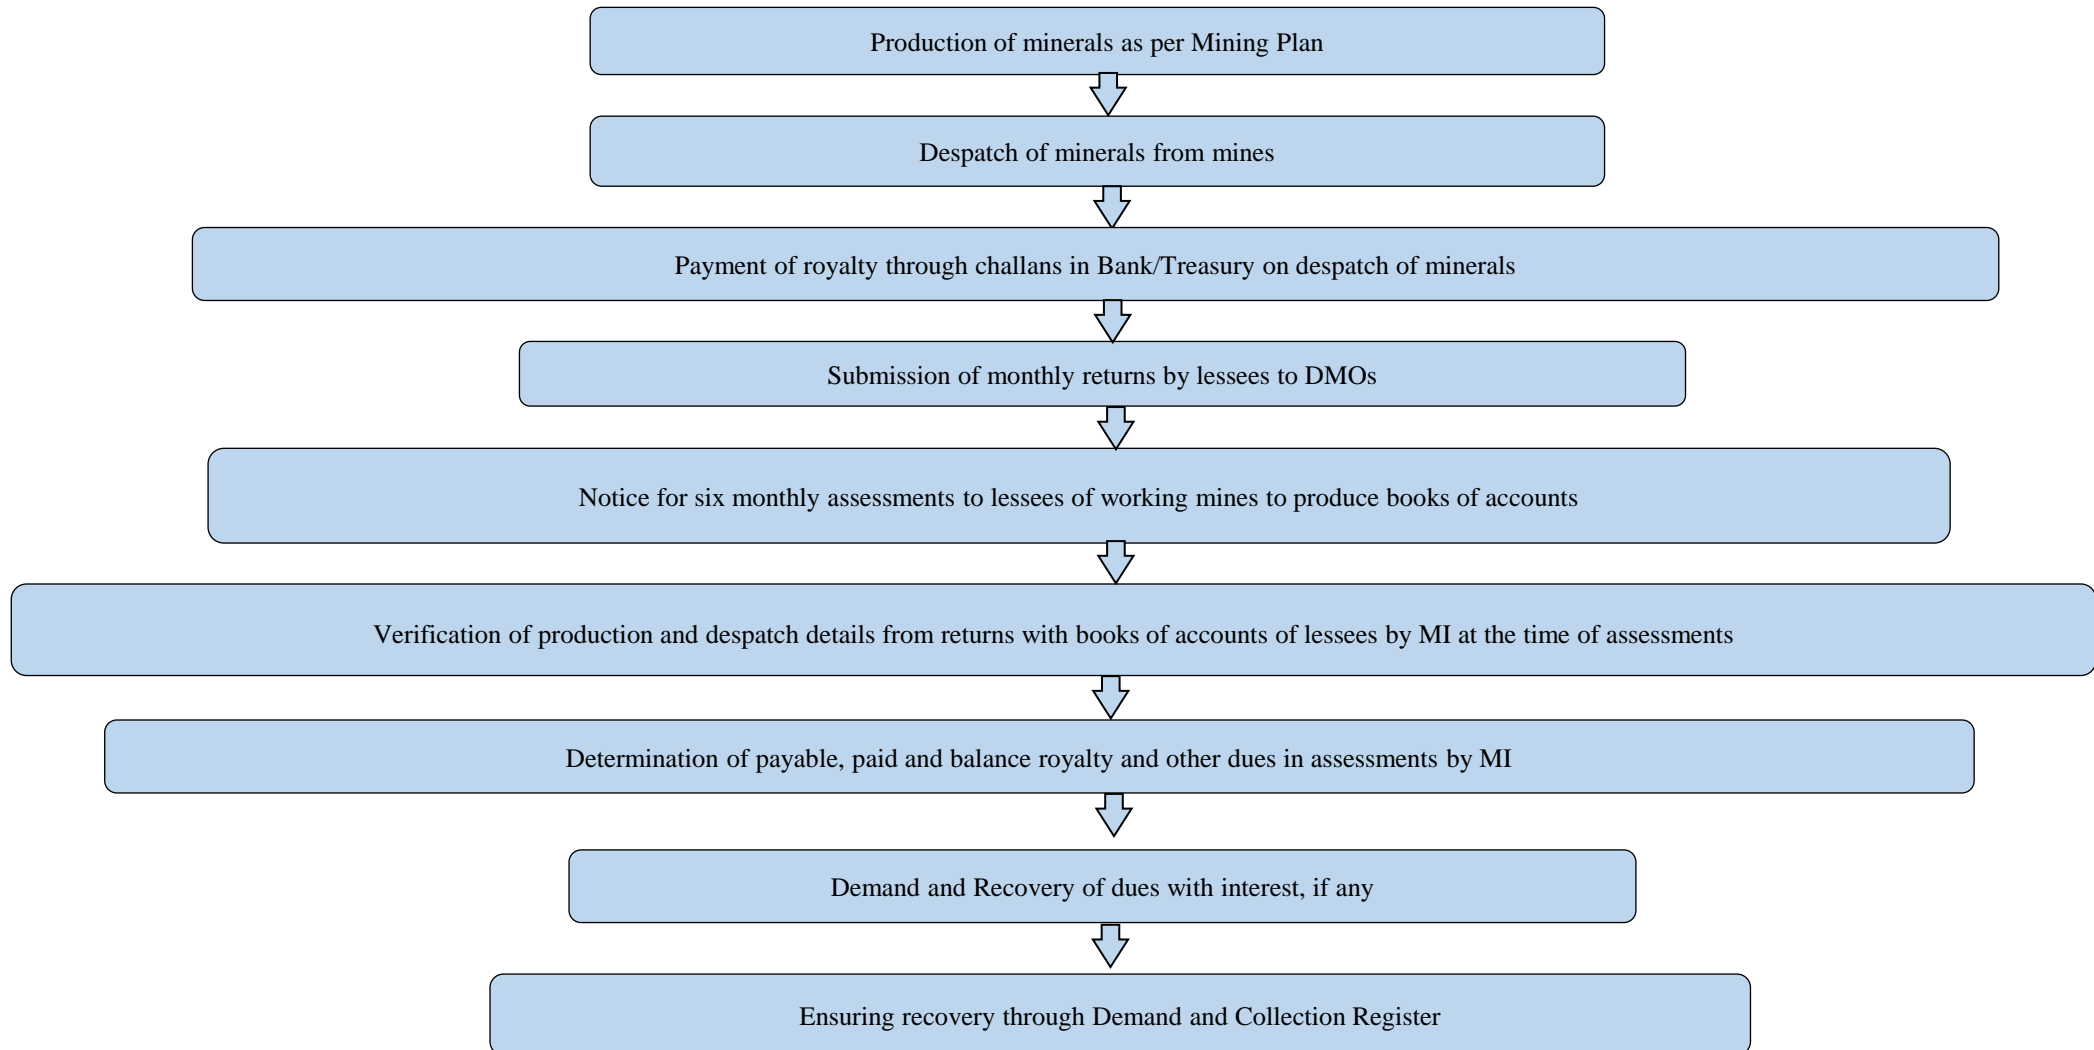 Production of minerals as per Mining Plan
Despatch of minerals from mines
Payment of royalty through challans in Bank/Treasury on despatch of minerals
Submission of monthly returns by lessees to DMOs
Notice for six monthly assessments to lessees of working mines to produce books of accounts
Verification of production and despatch details from returns with books of accounts of lessees by MI at the time of assessments
Determination of payable, paid and balance royalty and other dues in assessments by MI
Demand and Recovery of dues with interest, if any
Ensuring recovery through Demand and Collection Register